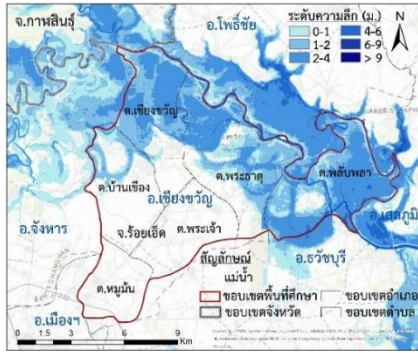 จ.กาฬสินธุ์
อ.โพธิ์ชัย
ระดับความลึก (ม.)
0-1
1-2
2-4
4-6
6-9
> 9
N
ต.เชียงขวัญ
ต.พลับพลา
ต.พระธาตุ
ต.บ้านเขือง
อ.เชียงขวัญ
อ.เสลภูมิ
อ.จังหาร
จ.ร้อยเอ็ด
ต.พระเจ้า
อ.ธวัชบุรี
ต.หมูม้น
สัญลักษณ์
แม่น้ำ
ขอบเขตพื้นที่ศึกษา
ขอบเขตอำเภอ
ขอบเขตจังหวัด
ขอบเขตตำบล
อ.เมืองฯ
0 1.5 3 6 9
Km